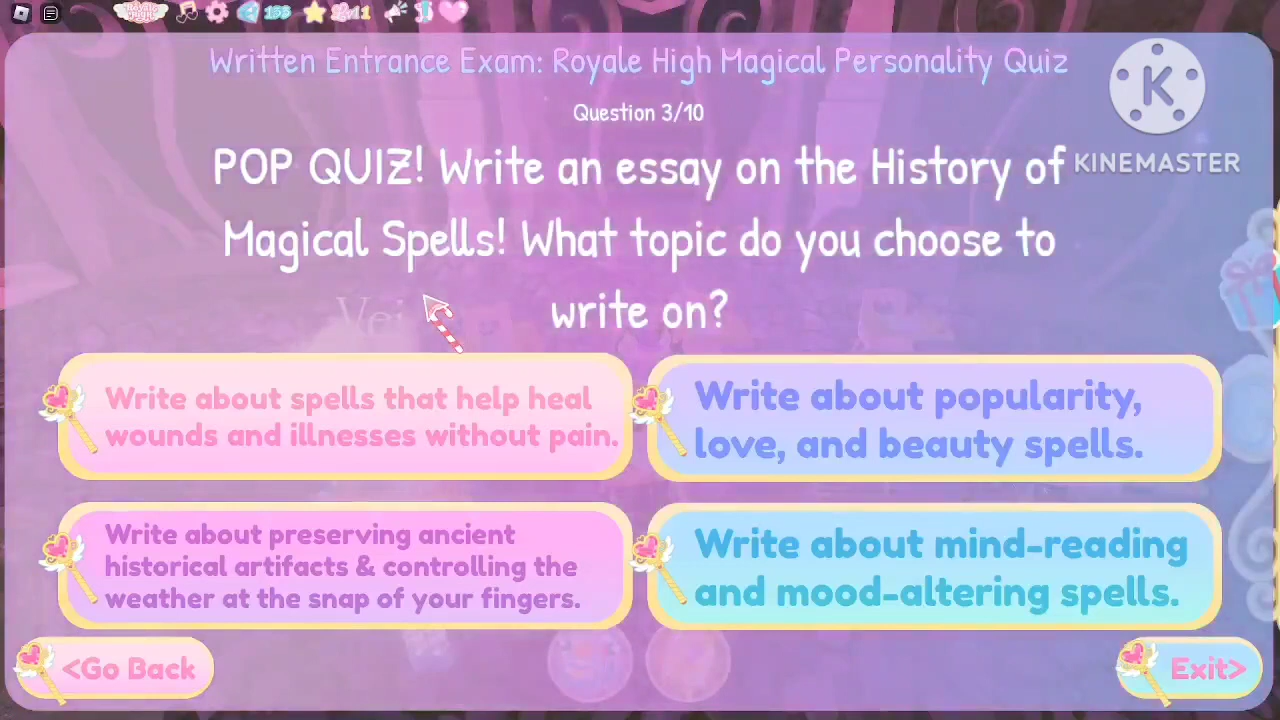 133
Lv11
Written Entrance Exam: Royale High Magical Personality Quiz
K
KINEMASTER
Question 3/10
POP QUIZ! Write an essay on the History of
Magical Spells! What topic do you choose to
write on?
Write about spells that help heal
wounds and illnesses without pain.
Write about popularity,
love, and beauty spells.
Write about preserving ancient
historical artifacts & controlling the
weather at the snap of your fingers.
Write about mind-reading
and mood-altering spells.
<Go Back
Exit>